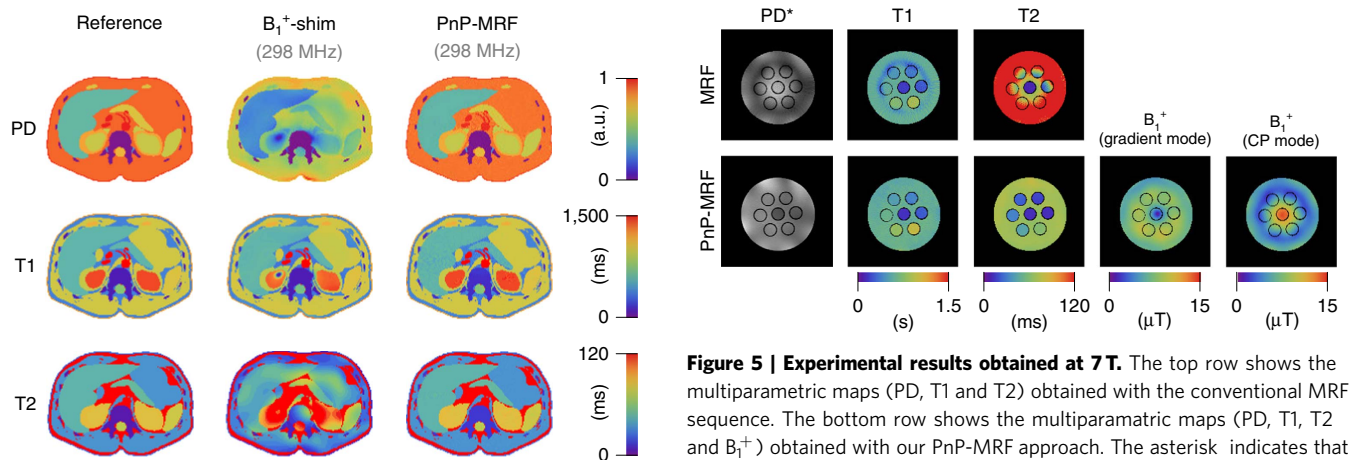 Reference
B₁⁺-shim
PnP-MRF
(298 MHz)
(298 MHz)
PD
1
(a.u.)
0
T1
1,500
(ms)
0
T2
120
(ms)
0
PD*
T1
T2
MRF
B₁⁺
(gradient mode)
B₁⁺
(CP mode)
PnP-MRF
0
1.5
(s)
0
120
(ms)
0
15
(μT)
0
15
(μT)
Figure 5 | Experimental results obtained at 7 T. The top row shows the
multiparametric maps (PD, T1 and T2) obtained with the conventional MRF
sequence. The bottom row shows the multiparamatric maps (PD, T1, T2
and B₁⁺) obtained with our PnP-MRF approach. The asterisk indicates that